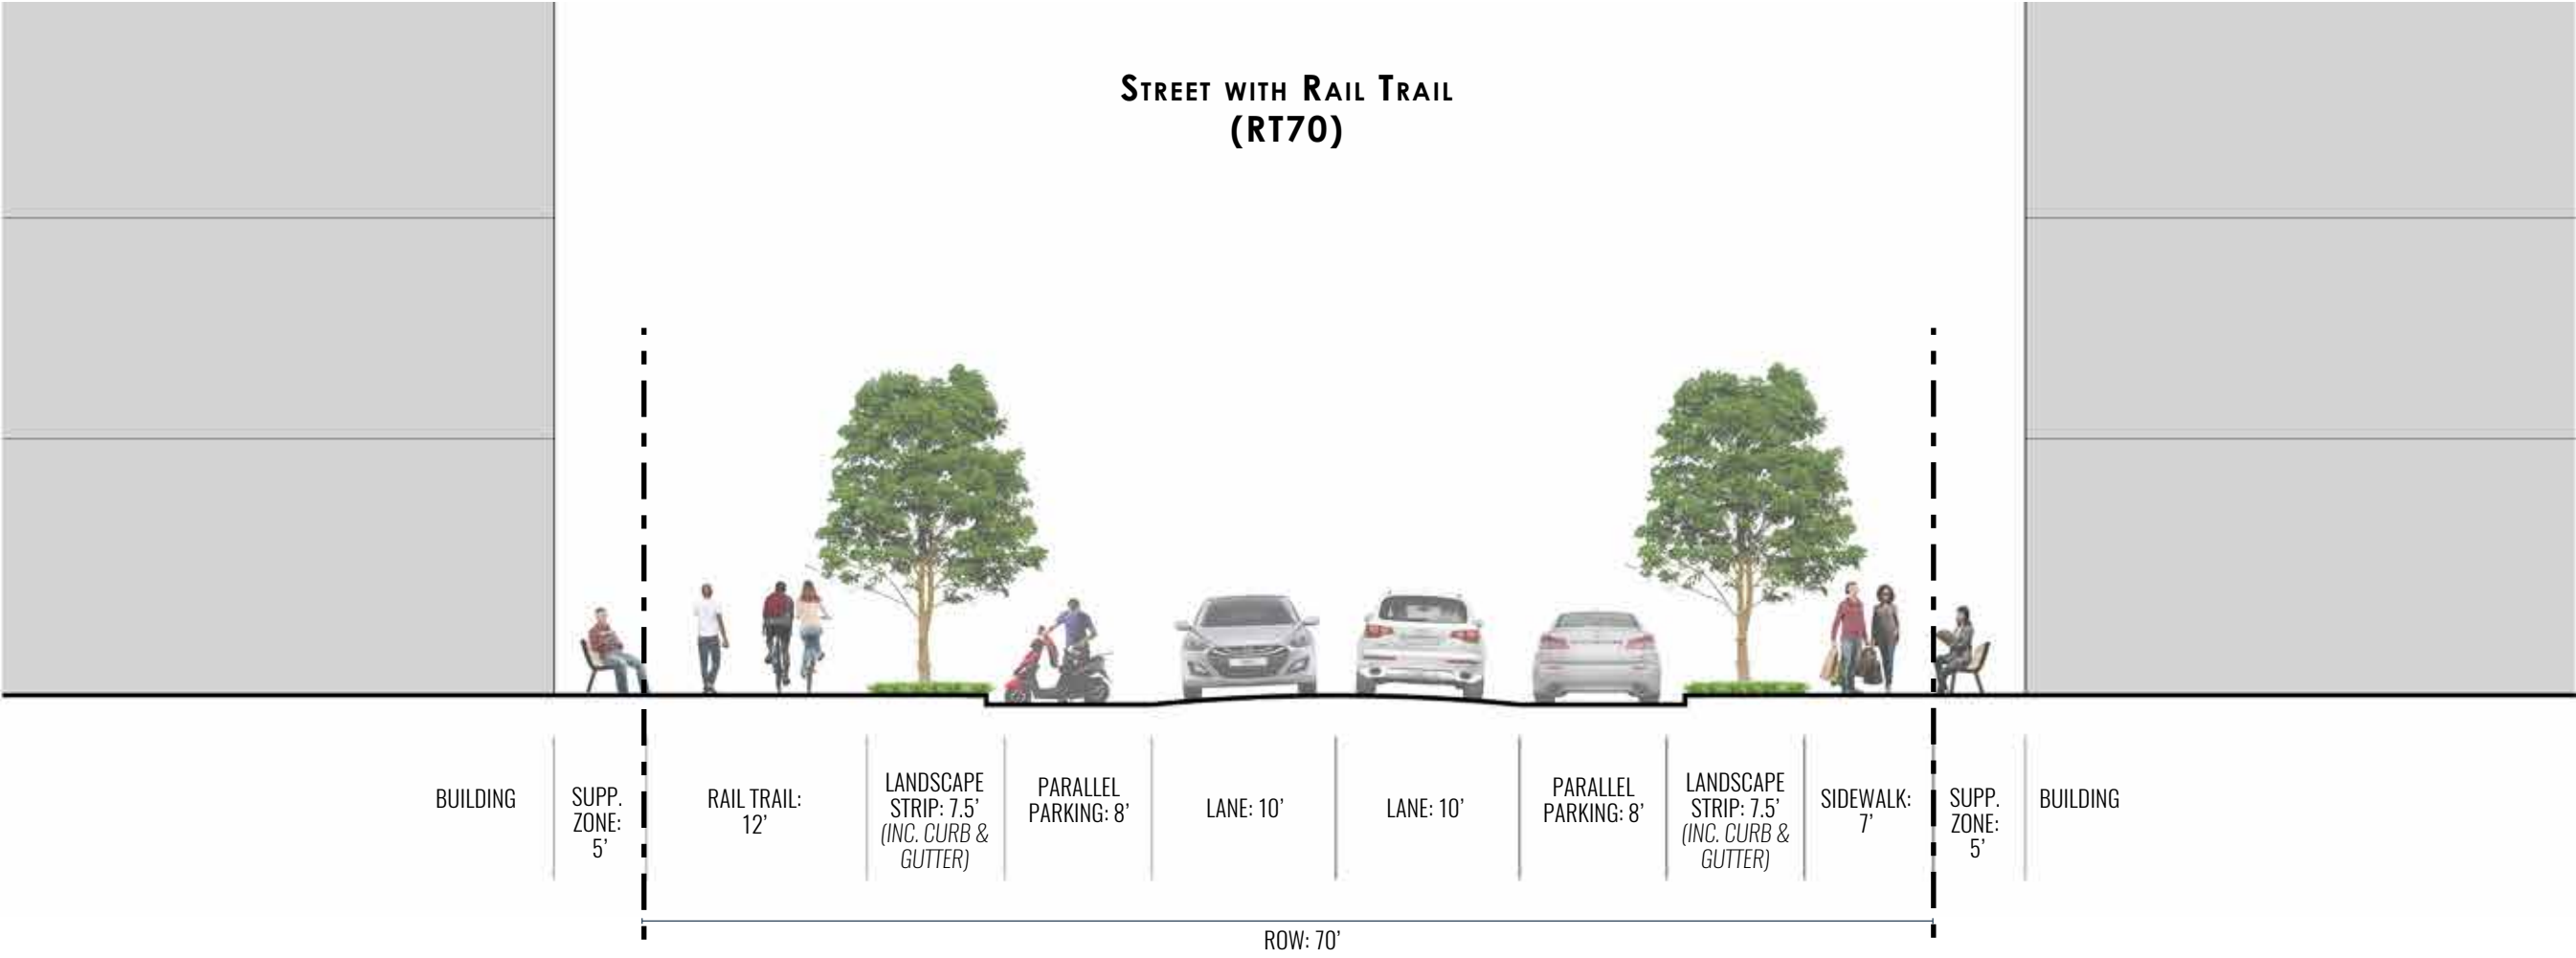 STREET WITH RAIL TRAIL
(RT70)
BUILDING
SUPP.
ZONE:
5'
RAIL TRAIL:
12'
LANDSCAPE
STRIP: 7.5'
(INC. CURB &
GUTTER)
PARALLEL
PARKING: 8'
LANE: 10'
LANE: 10'
PARALLEL
PARKING: 8'
LANDSCAPE
STRIP: 7.5'
(INC. CURB &
GUTTER)
SIDEWALK:
7'
SUPP.
ZONE:
5'
BUILDING
ROW: 70'